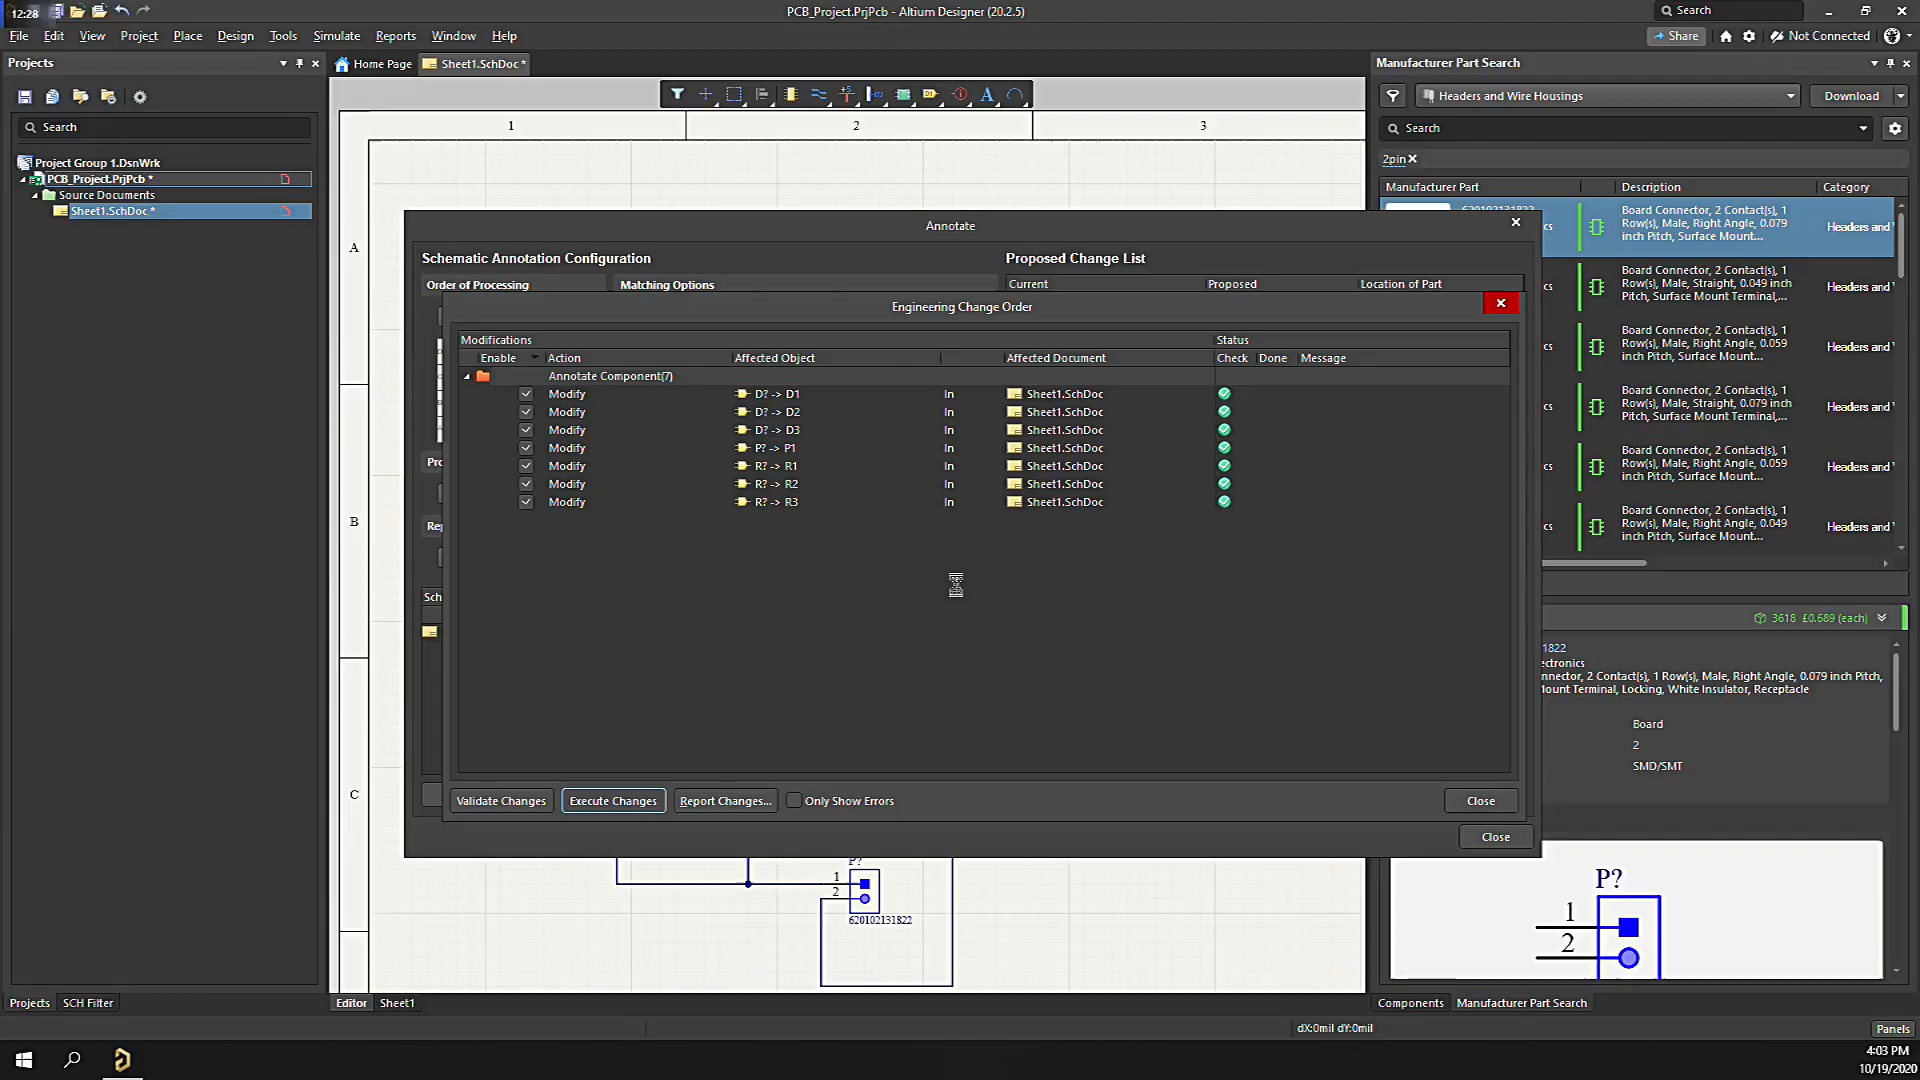 12:28
PCB_Project.PrjPcb - Altium Designer (20.2.5)
Search
File Edit View Project Place Design Tools Simulate Reports Window Help
Share
Not Connected
Projects
Home Page
Sheet1.SchDoc *
Manufacturer Part Search
Headers and Wire Housings
Download
Search
Search
1
2
3
2pin
Project Group 1.DsnWrk
PCB_Project.PrjPcb *
Source Documents
Sheet1.SchDoc *
Manufacturer Part Description Category
Board Connector, 2 Contact(s), 1
Row(s), Male, Right Angle, 0.079
inch Pitch, Surface Mount...
Headers and
Board Connector, 2 Contact(s), 1
Row(s), Male, Straight, 0.049 inch
Pitch, Surface Mount Terminal,...
cs
Headers and
Board Connector, 2 Contact(s), 1
Row(s), Male, Right Angle, 0.059
inch Pitch, Surface Mount...
cs
Headers and
Board Connector, 2 Contact(s), 1
Row(s), Male, Straight, 0.079 inch
Pitch, Surface Mount Terminal,...
cs
Headers and
Board Connector, 2 Contact(s), 1
Row(s), Male, Right Angle, 0.059
inch Pitch, Surface Mount...
cs
Headers and
Board Connector, 2 Contact(s), 1
Row(s), Male, Right Angle, 0.049
inch Pitch, Surface Mount...
cs
Headers and
A
B
C
Annotate
Schematic Annotation Configuration
Proposed Change List
Order of Processing
Matching Options
Current Proposed Location of Part
Engineering Change Order
Modifications Status
Enable Action Affected Object Affected Document Check Done Message
Annotate Component(7)
Modify D? -> D1 In Sheet1.SchDoc
Modify D? -> D2 In Sheet1.SchDoc
Modify D? -> D3 In Sheet1.SchDoc
Modify P? -> P1 In Sheet1.SchDoc
Modify R? -> R1 In Sheet1.SchDoc
Modify R? -> R2 In Sheet1.SchDoc
Modify R? -> R3 In Sheet1.SchDoc
Pro
Sch
Validate Changes Execute Changes Report Changes... Only Show Errors Close
Close
3618 £0.689 (each)
1822
ectronics
nnector, 2 Contact(s), 1 Row(s), Male, Right Angle, 0.079 inch Pitch,
Mount Terminal, Locking, White Insulator, Receptacle
Board
2
SMD/SMT
P?
1
2
620102131822
P?
1
2
Projects SCH Filter
Editor Sheet1
Components Manufacturer Part Search
dX:0mil dY:0mil
Panels
4:03 PM
10/19/2020